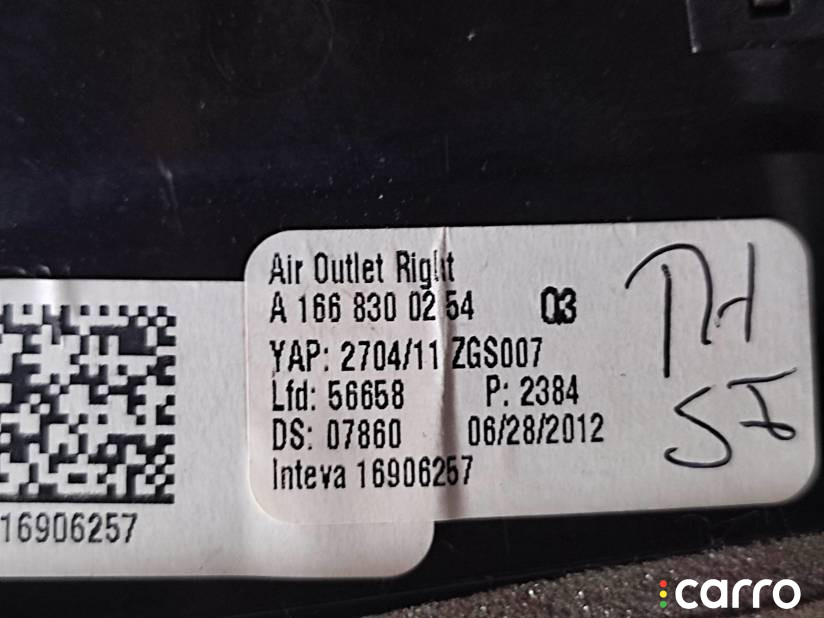 Air Outlet Right
A 166 830 02 54 03
YAP: 2704/11 ZGS007
Lfd: 56658 P: 2384
DS: 07860 06/28/2012
Inteva 16906257
16906257
carro